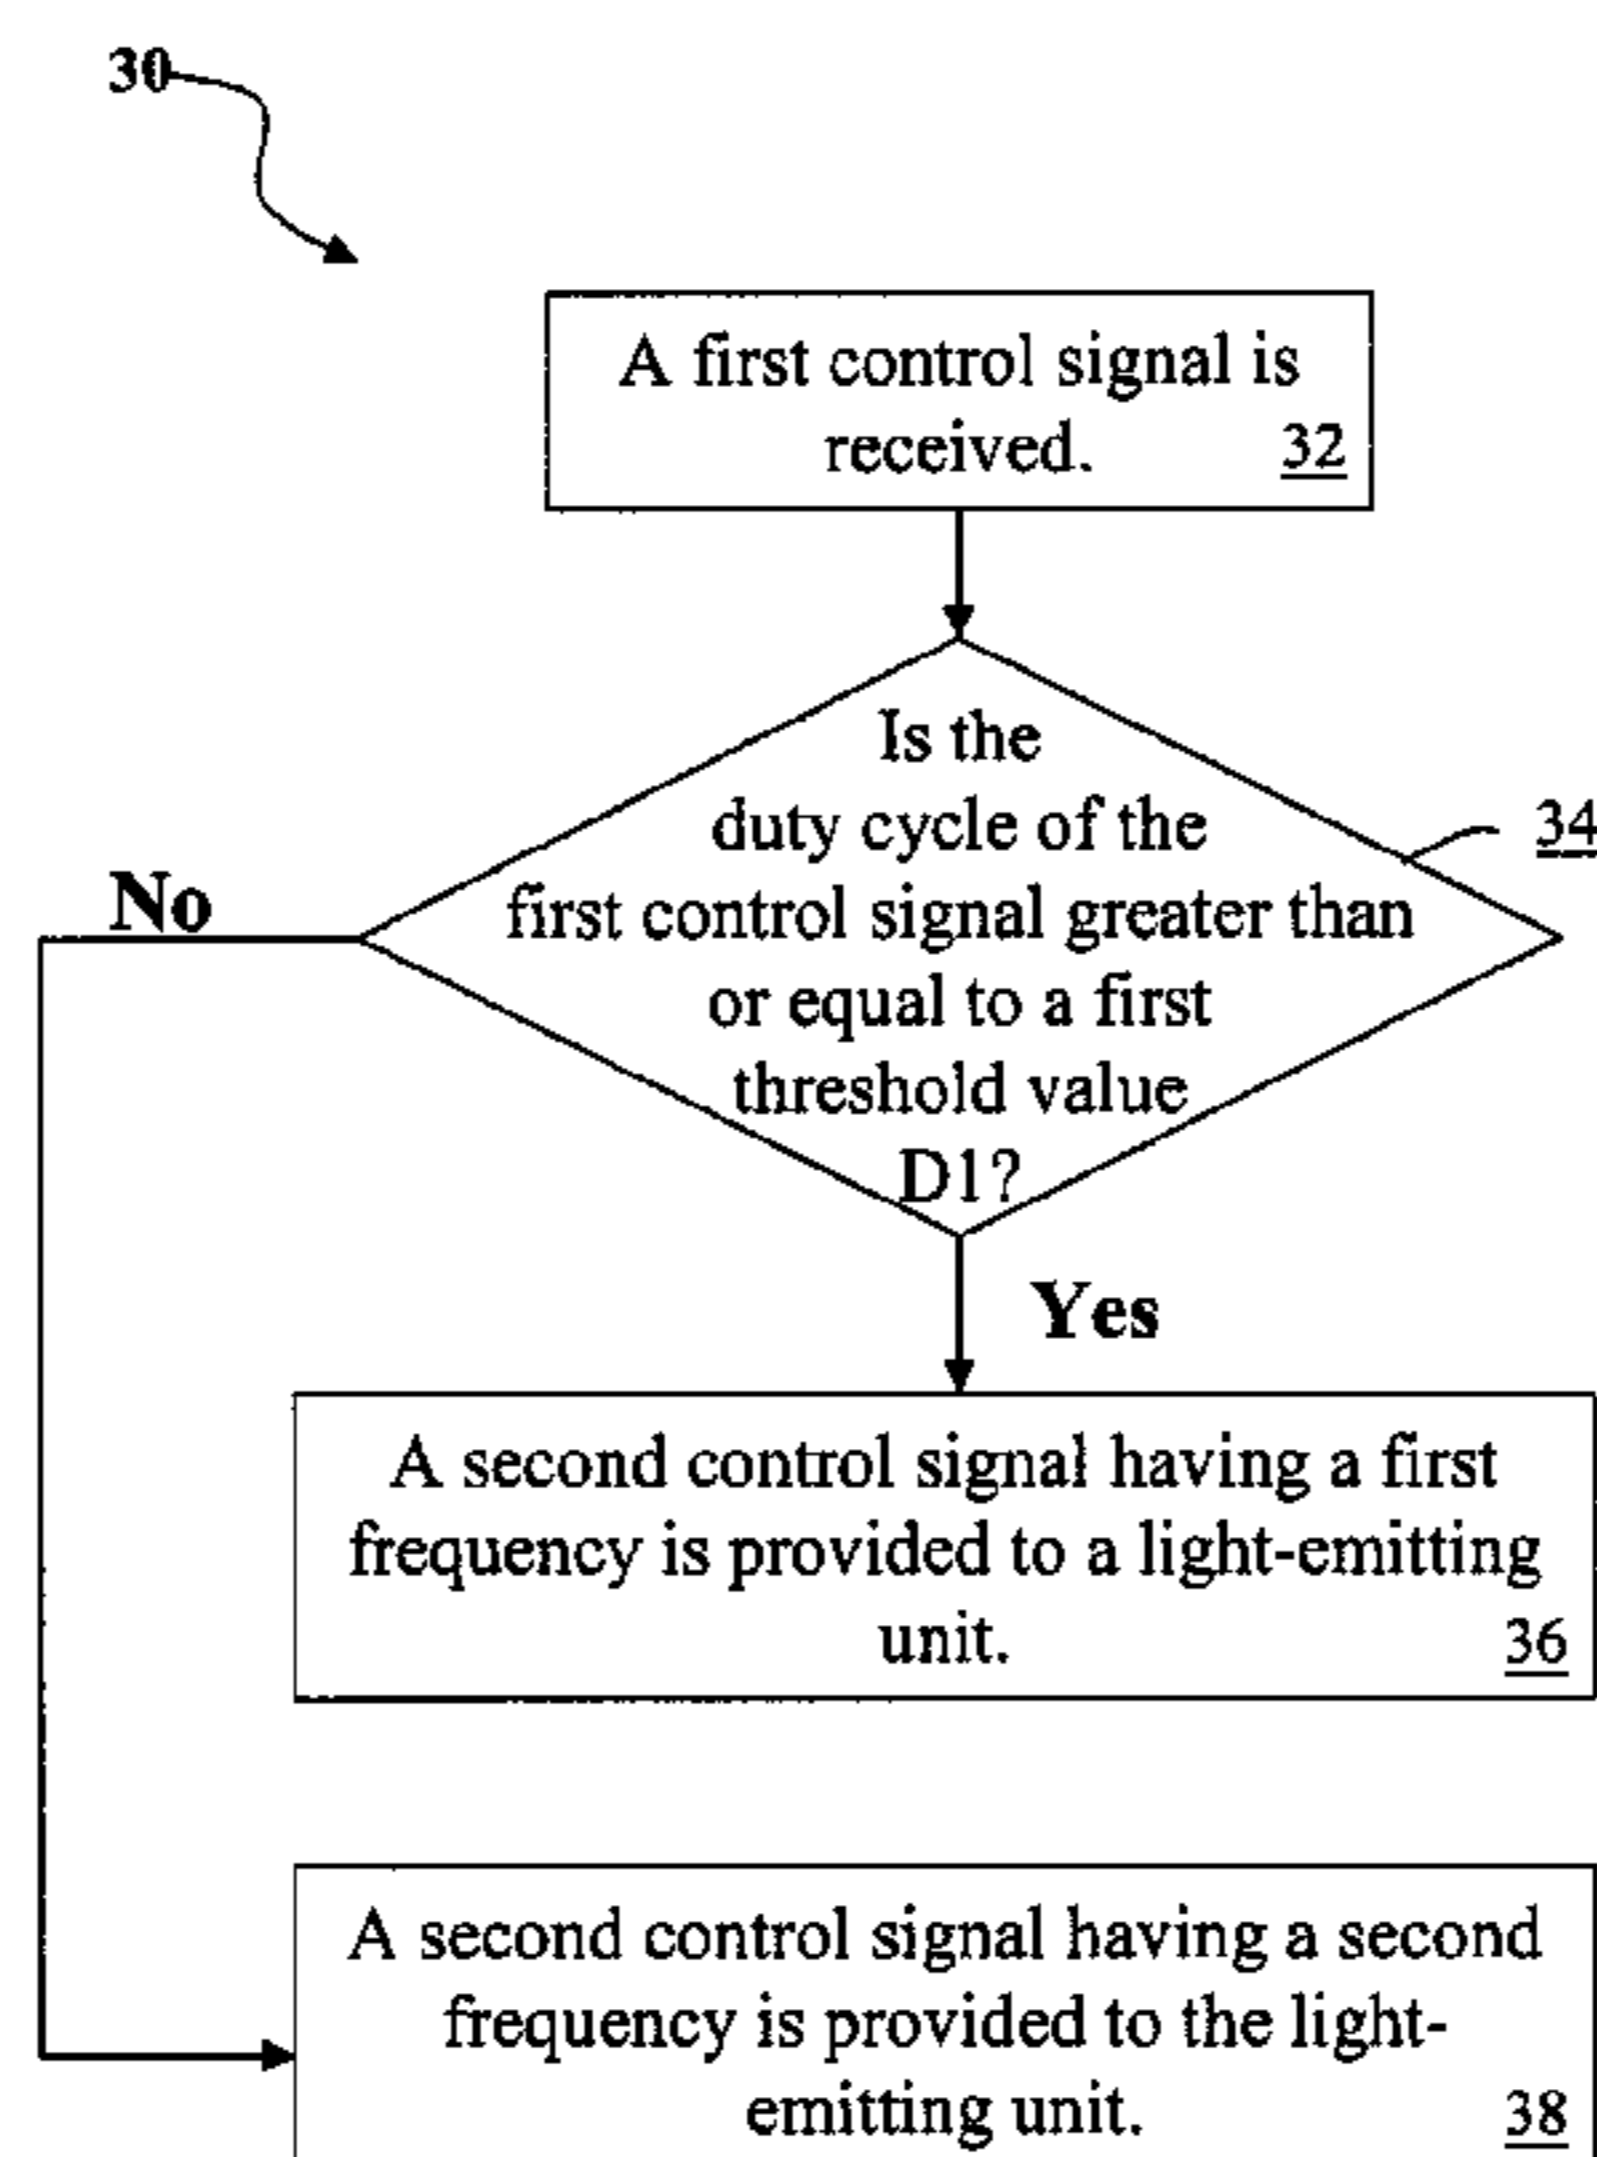 30
A first control signal is
received. 32
Is the
duty cycle of the
34
No
first control signal greater than
or equal to a first
threshold value
D1?
Yes
A second control signal having a first
frequency is provided to a light-emitting
unit. 36
A second control signal having a second
frequency is provided to the light-
emitting unit. 38